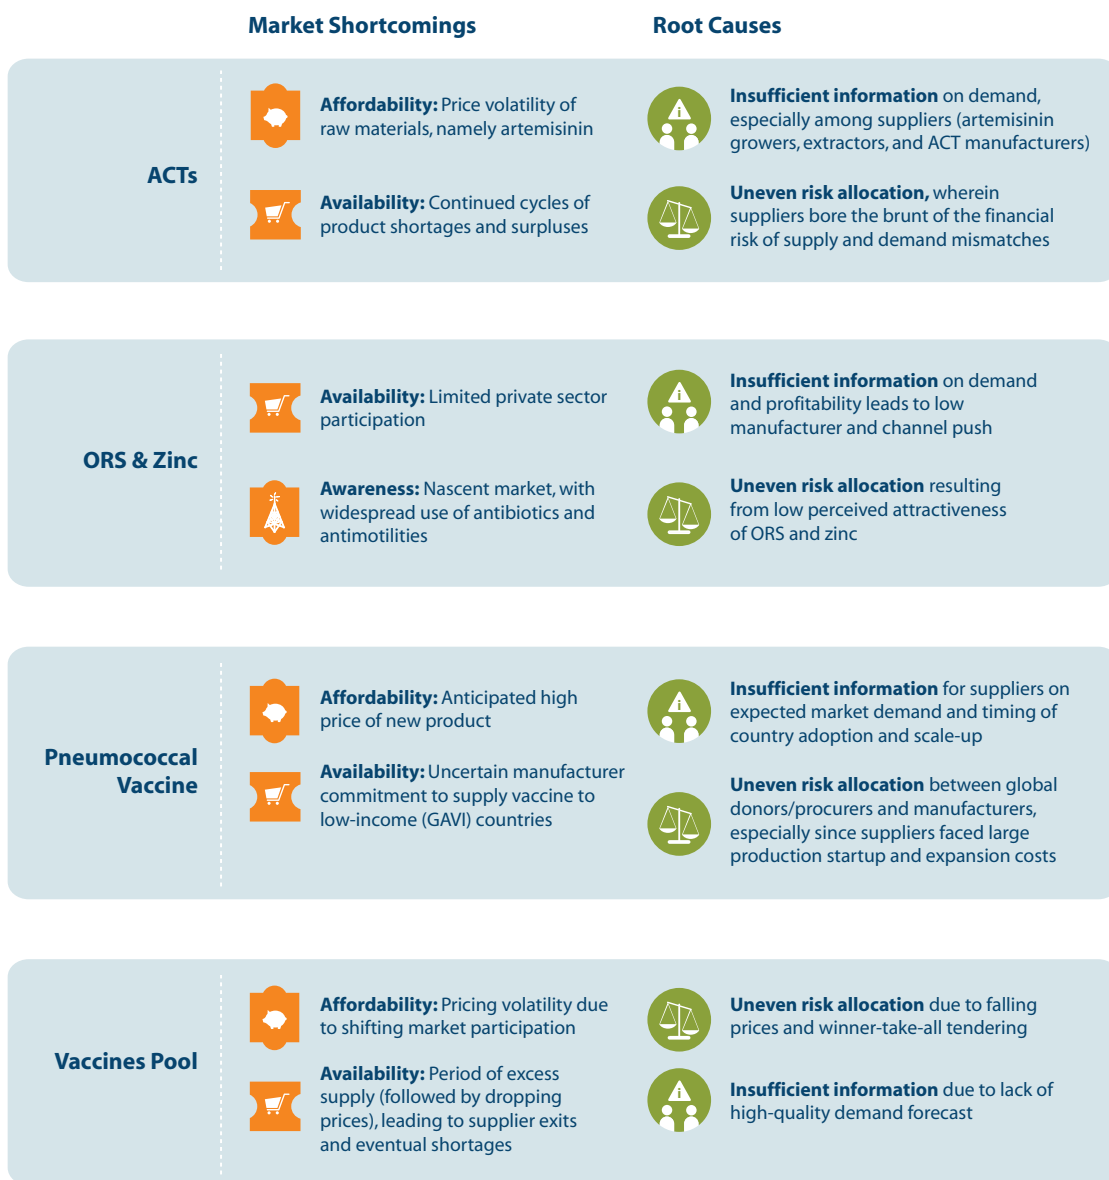 Market Shortcomings
Root Causes
ACTs
Affordability: Price volatility of
raw materials, namely artemisinin
Availability: Continued cycles of
product shortages and surpluses
Insufficient information on demand,
especially among suppliers (artemisinin
growers, extractors, and ACT manufacturers)
Uneven risk allocation, wherein
suppliers bore the brunt of the financial
risk of supply and demand mismatches
ORS & Zinc
Availability: Limited private sector
participation
Awareness: Nascent market, with
widespread use of antibiotics and
antimotilities
Insufficient information on demand
and profitability leads to low
manufacturer and channel push
Uneven risk allocation resulting
from low perceived attractiveness
of ORS and zinc
Pneumococcal
Vaccine
Affordability: Anticipated high
price of new product
Availability: Uncertain manufacturer
commitment to supply vaccine to
low-income (GAVI) countries
Insufficient information for suppliers on
expected market demand and timing of
country adoption and scale-up
Uneven risk allocation between global
donors/procurers and manufacturers,
especially since suppliers faced large
production startup and expansion costs
Vaccines Pool
Affordability: Pricing volatility due
to shifting market participation
Availability: Period of excess
supply (followed by dropping
prices), leading to supplier exits
and eventual shortages
Uneven risk allocation due to falling
prices and winner-take-all tendering
Insufficient information due to lack of
high-quality demand forecast